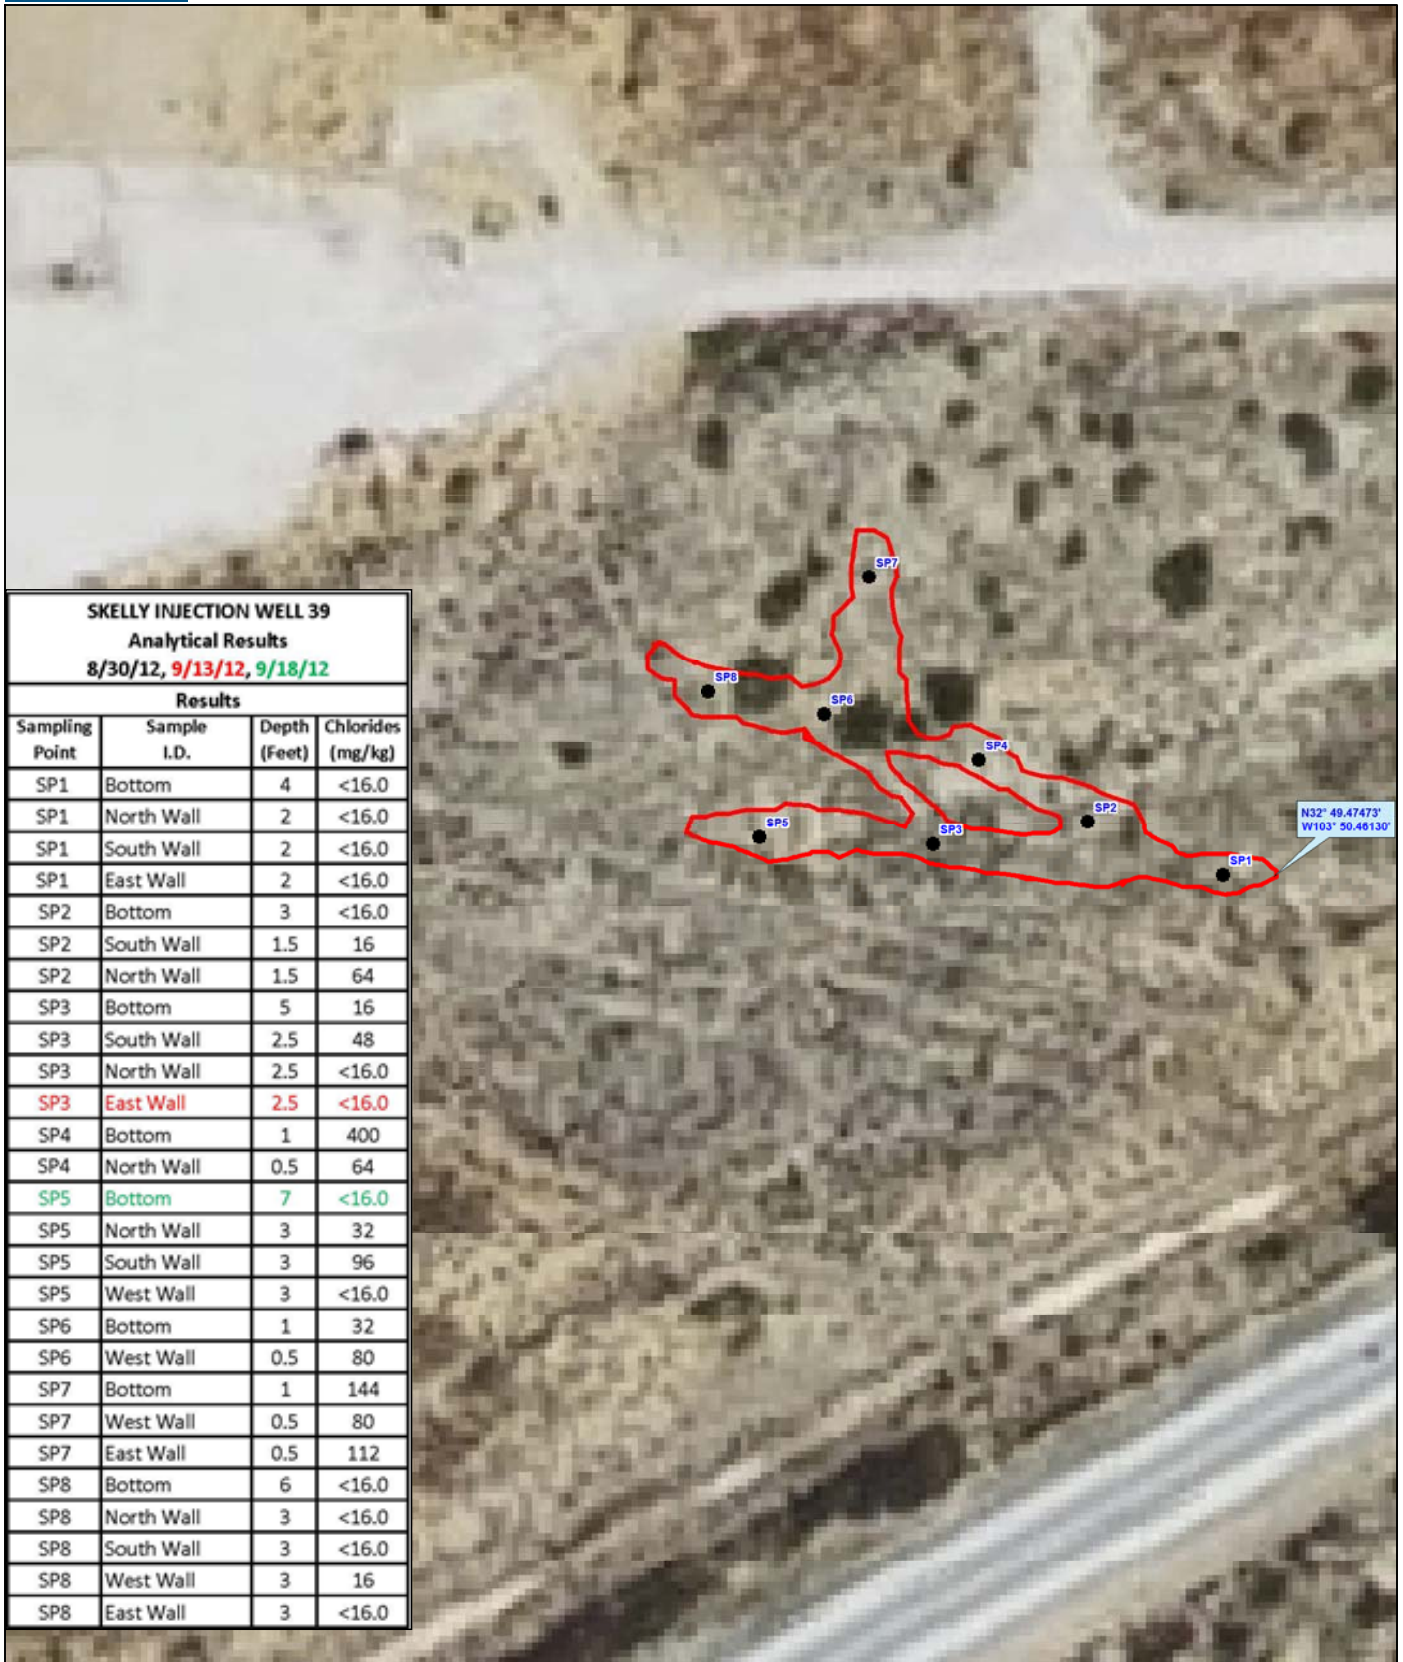 SKELLY INJECTION WELL 39
Analytical Results
8/30/12, 9/13/12, 9/18/12
Results
Sampling Point Sample I.D. Depth (Feet) Chlorides (mg/kg)
SP1 Bottom 4 <16.0
SP1 North Wall 2 <16.0
SP1 South Wall 2 <16.0
SP1 East Wall 2 <16.0
SP2 Bottom 3 <16.0
SP2 South Wall 1.5 16
SP2 North Wall 1.5 64
SP3 Bottom 5 16
SP3 South Wall 2.5 48
SP3 North Wall 2.5 <16.0
SP3 East Wall 2.5 <16.0
SP4 Bottom 1 400
SP4 North Wall 0.5 64
SP5 Bottom 7 <16.0
SP5 North Wall 3 32
SP5 South Wall 3 96
SP5 West Wall 3 <16.0
SP6 Bottom 1 32
SP6 West Wall 0.5 80
SP7 Bottom 1 144
SP7 West Wall 0.5 80
SP7 East Wall 0.5 112
SP8 Bottom 6 <16.0
SP8 North Wall 3 <16.0
SP8 South Wall 3 <16.0
SP8 West Wall 3 16
SP8 East Wall 3 <16.0
SP7
SP8
SP6
SP4
SP2
SP5
SP3
SP1
N32° 49.47473'
W103° 50.46130'